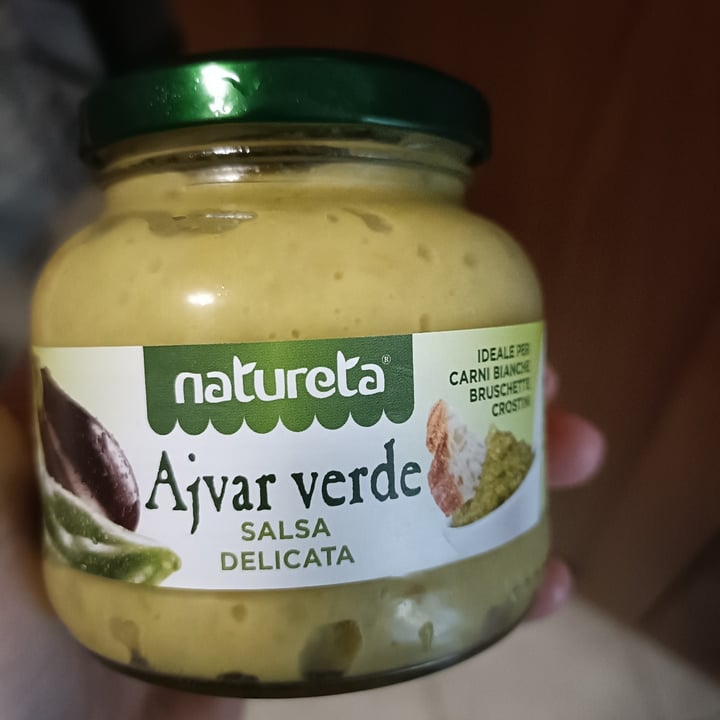 natureta®
Ajvar verde
SALSA
DELICATA
IDEALE PER
CARNI BIANCHE
BRUSCHETTE
CROSTINI